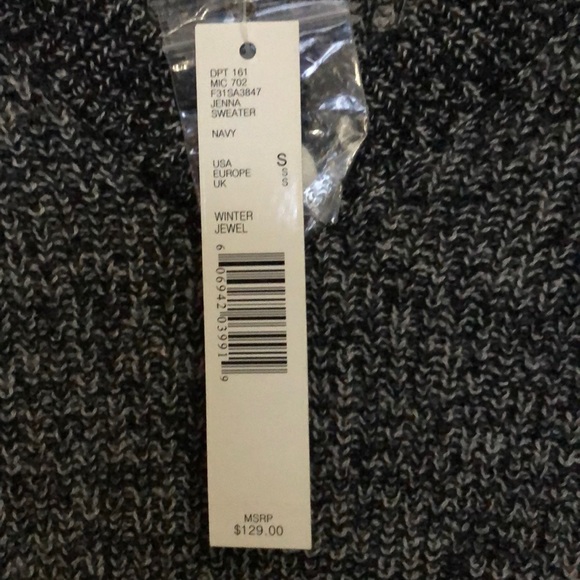 DPT 161
MIC 702
F31SA3847
JENNA
SWEATER
NAVY
USA S
EUROPE S
UK S
WINTER
JEWEL
6 06942 03991 9
MSRP
$129.00